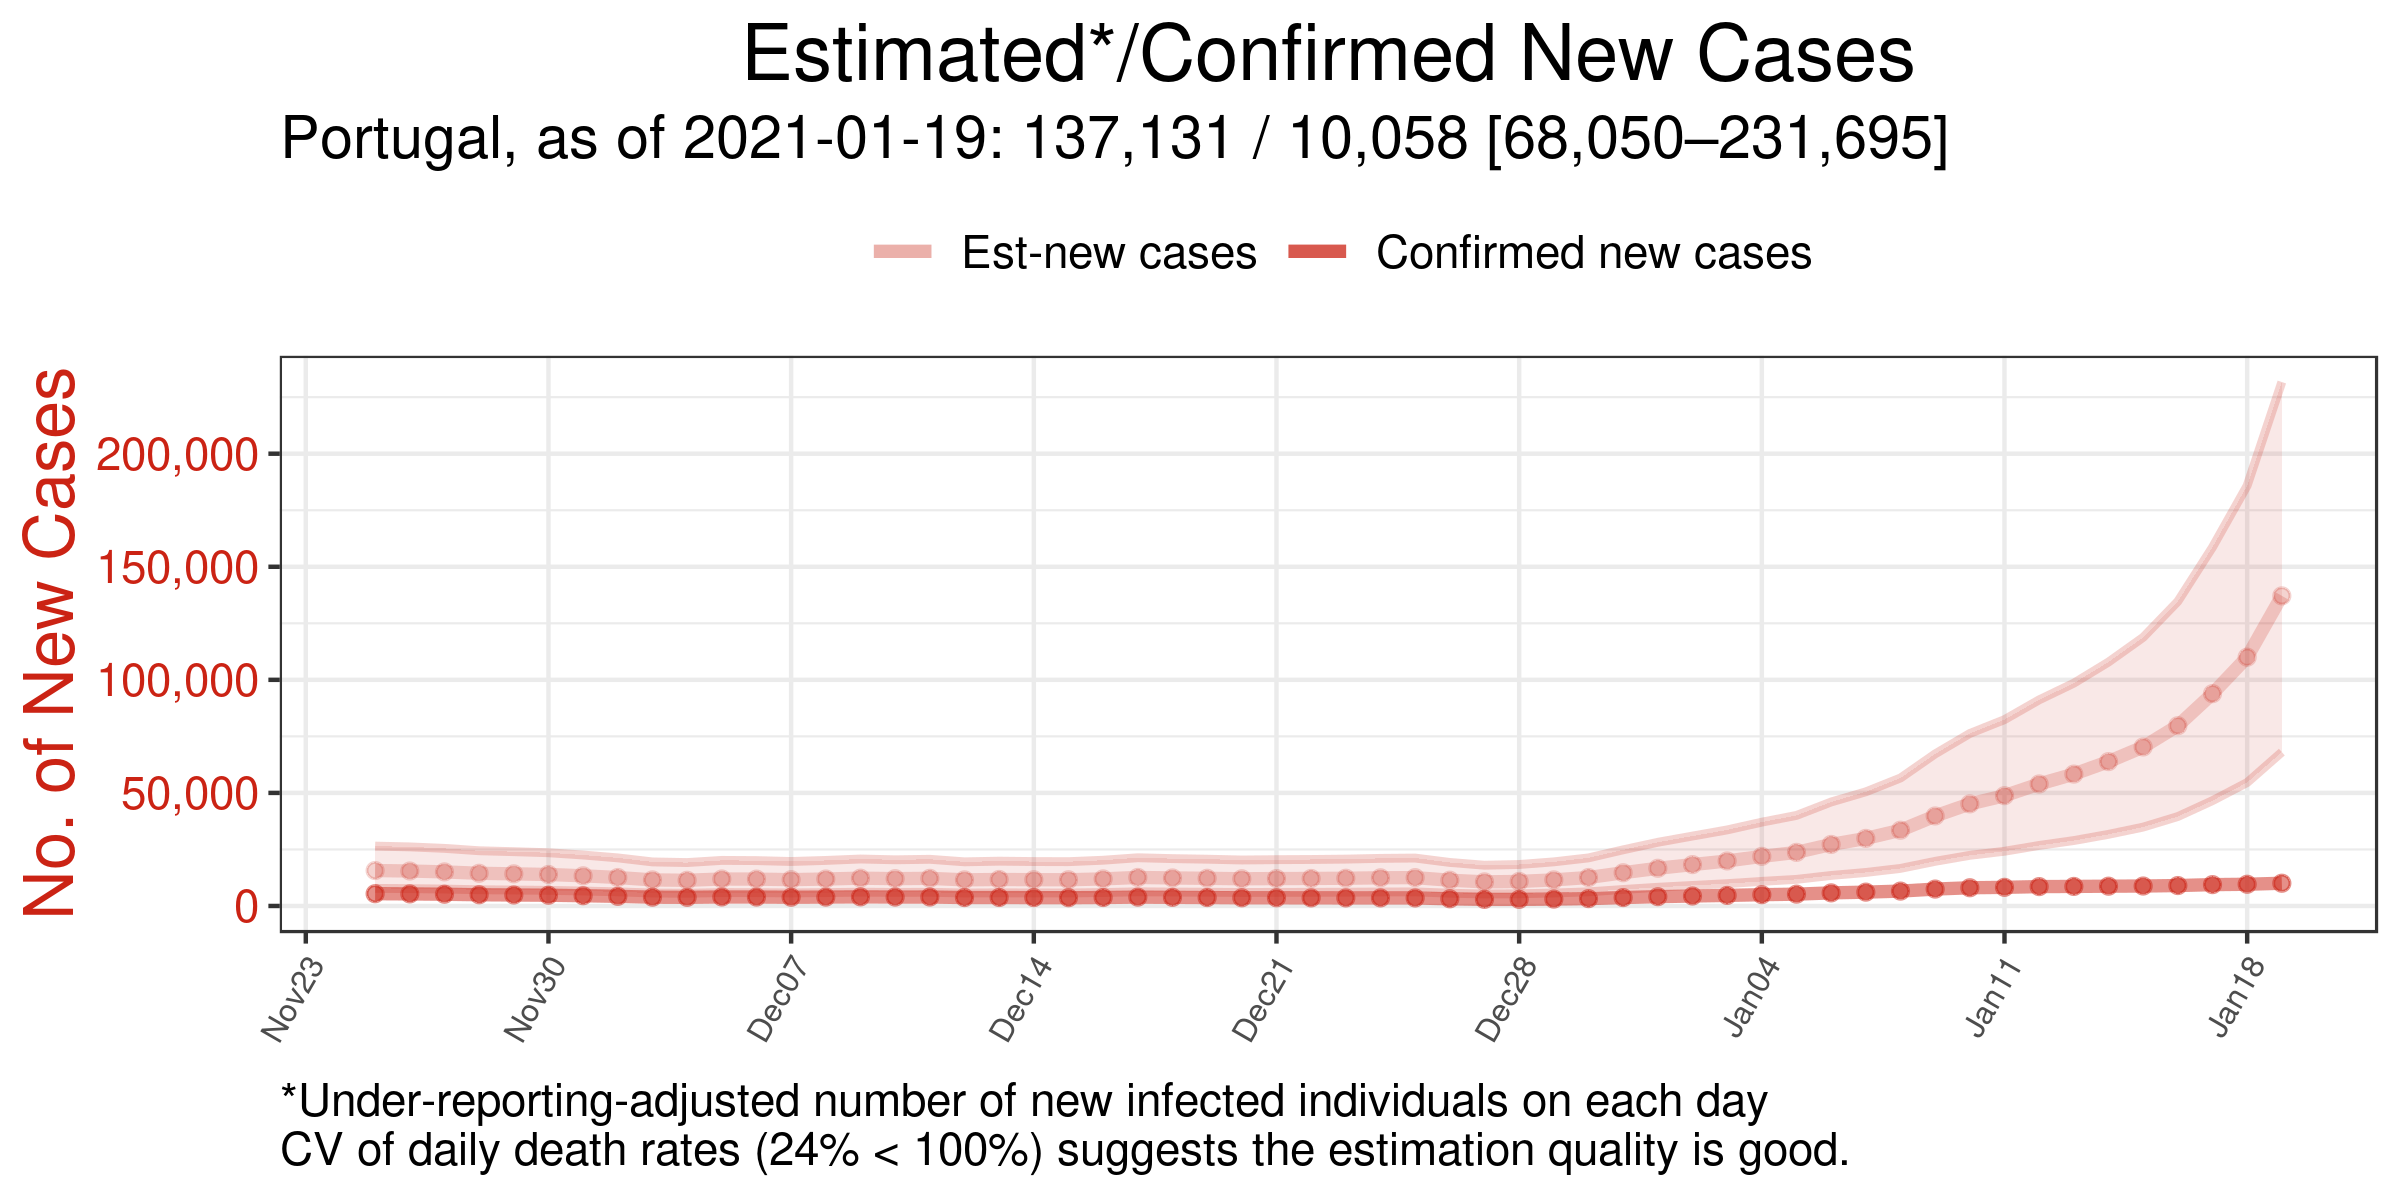 Estimated*/Confirmed New Cases
Portugal, as of 2021-01-19: 137,131 / 10,058 [68,050–231,695]
Est-new cases
Confirmed new cases
No. of New Cases
200,000
150,000
100,000
50,000
0
Nov23
Nov30
Dec07
Dec14
Dec21
Dec28
Jan04
Jan11
Jan18
*Under-reporting-adjusted number of new infected individuals on each day
CV of daily death rates (24% < 100%) suggests the estimation quality is good.